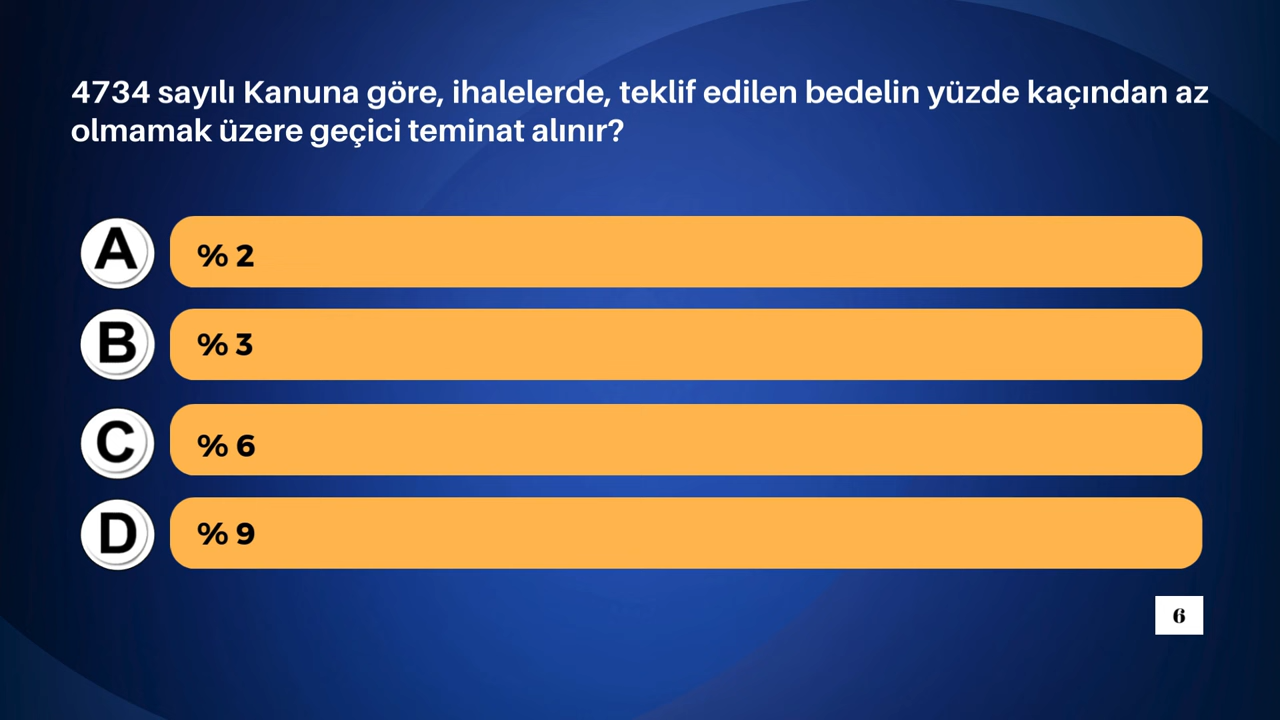 4734 sayılı Kanuna göre, ihalelerde, teklif edilen bedelin yüzde kaçından az
olmamak üzere geçici teminat alınır?
A % 2
B % 3
C % 6
D % 9
6